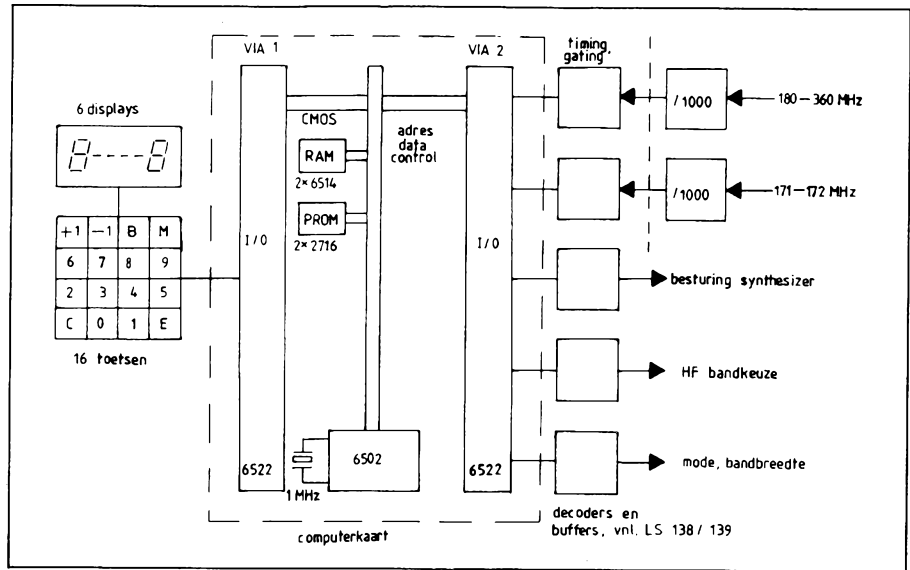 VIA 1
VIA 2
timing,
gating
6 displays
8----8
/1000
180-360 MHz
CMOS
RAM
2×6514
adres
data
control
PROM
2×2716
/1000
171-172 MHz
+1 -1 B M
6 7 8 9
2 3 4 5
C 0 1 E
16 toetsen
I/O
I/O
besturing synthesizer
HF bandkeuze
6522
1 MHz
6502
6522
mode, bandbreedte
computerkaart
decoders en
buffers, vnl. LS 138 / 139